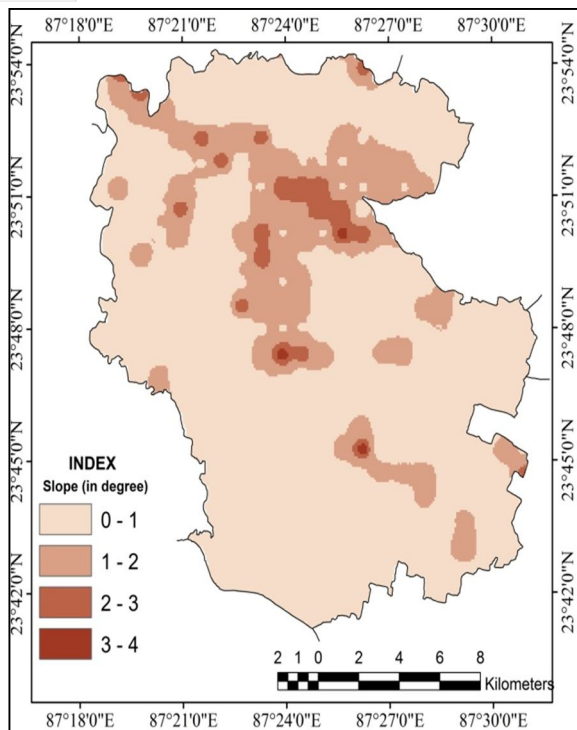 87°18'0"E 87°21'0"E 87°24'0"E 87°27'0"E 87°30'0"E
23°54'0"N 23°54'0"N
23°51'0"N 23°51'0"N
23°48'0"N 23°48'0"N
23°45'0"N 23°45'0"N
23°42'0"N 23°42'0"N
INDEX
Slope (in degree)
0 - 1
1 - 2
2 - 3
3 - 4
2 1 0 2 4 6 8
Kilometers
87°18'0"E 87°21'0"E 87°24'0"E 87°27'0"E 87°30'0"E